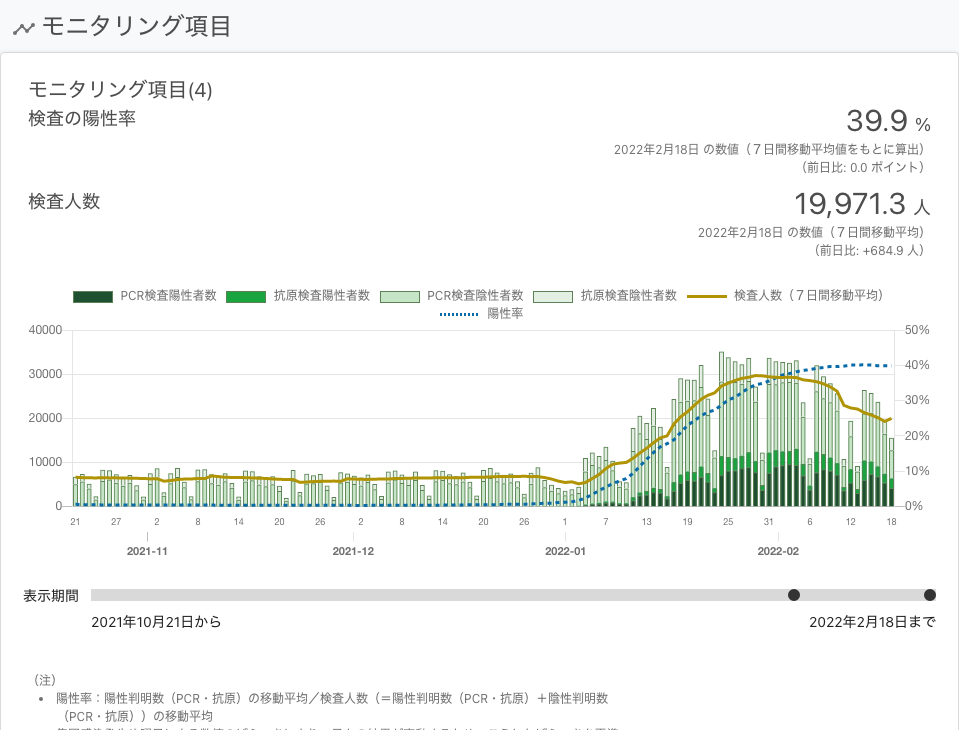 モニタリング項目
モニタリング項目(4)
検査の陽性率
39.9 %
2022年2月18日 の数値（７日間移動平均値をもとに算出）
（前日比: 0.0 ポイント）
検査人数
19,971.3 人
2022年2月18日 の数値（７日間移動平均）
（前日比: +684.9 人）
PCR検査陽性者数 抗原検査陽性者数 PCR検査陰性者数 抗原検査陰性者数 検査人数（７日間移動平均）
陽性率
40000 50%
30000 40%
30%
20000 20%
10000 10%
0 0%
21 27 2 8 14 20 26 2 8 14 20 26 1 7 13 19 25 31 6 12 18
2021-11 2021-12 2022-01 2022-02
表示期間
2021年10月21日から 2022年2月18日まで
（注）
• 陽性率：陽性判明数（PCR・抗原）の移動平均／検査人数（＝陽性判明数（PCR・抗原）＋陰性判明数
（PCR・抗原））の移動平均